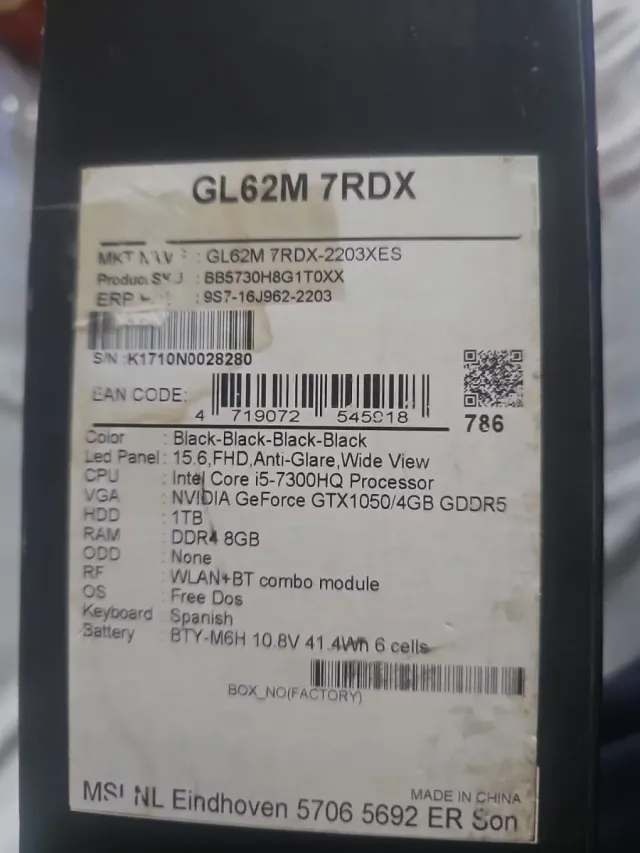 GL62M 7RDX
: GL62M 7RDX-2203XES
Product SKU : BB5730H8G1T0XX
ERP : 9S7-16J962-2203
S/N :K1710N0028280
EAN CODE:
4 719072 545918
786
Color : Black-Black-Black-Black
Led Panel : 15.6,FHD,Anti-Glare,Wide View
CPU : Intel Core i5-7300HQ Processor
VGA : NVIDIA GeForce GTX1050/4GB GDDR5
HDD : 1TB
RAM : DDR4 8GB
ODD : None
RF : WLAN+BT combo module
OS : Free Dos
Keyboard : Spanish
Battery : BTY-M6H 10.8V 41.4Wh 6 cells
BOX_NO(FACTORY)
MADE IN CHINA
MSI NL Eindhoven 5706 5692 ER Son